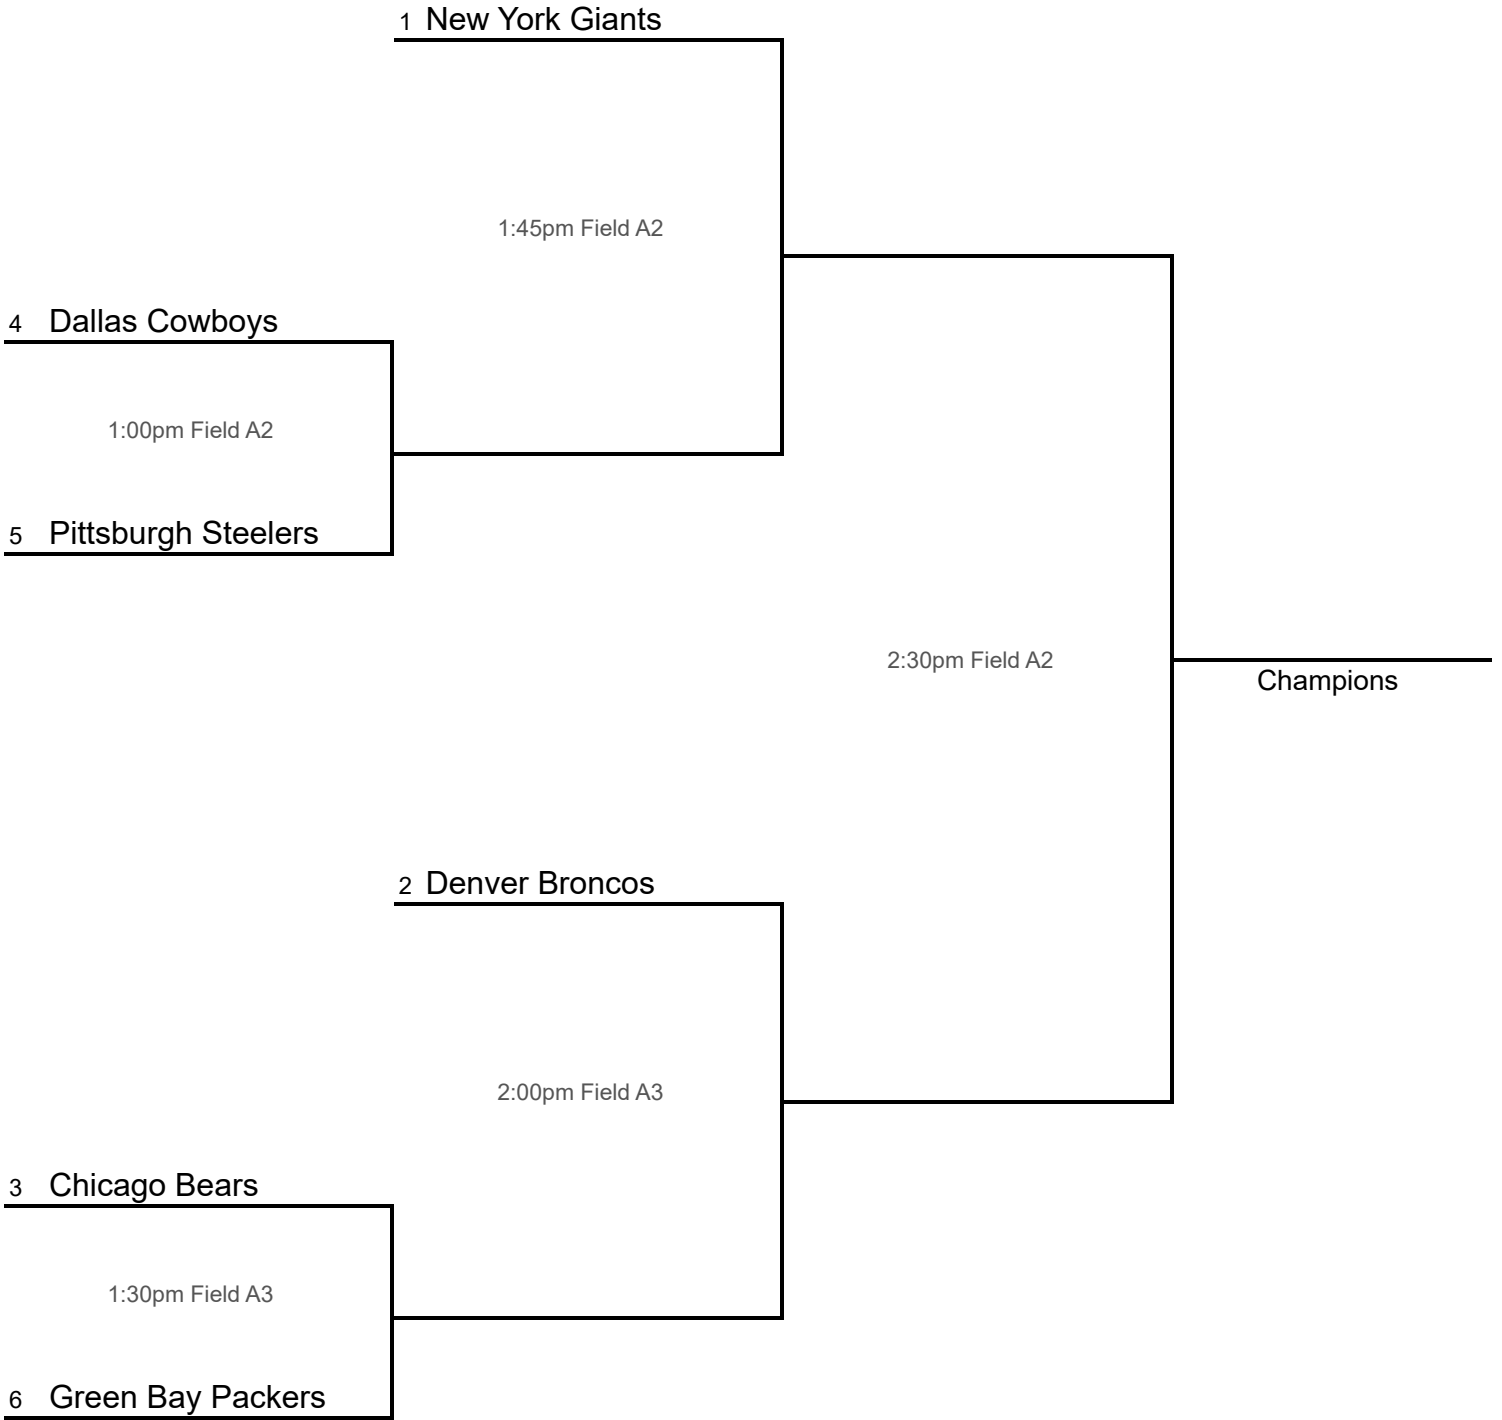 1 New York Giants
1:45pm Field A2
4 Dallas Cowboys
1:00pm Field A2
5 Pittsburgh Steelers
2:30pm Field A2
Champions
2 Denver Broncos
2:00pm Field A3
3 Chicago Bears
1:30pm Field A3
6 Green Bay Packers